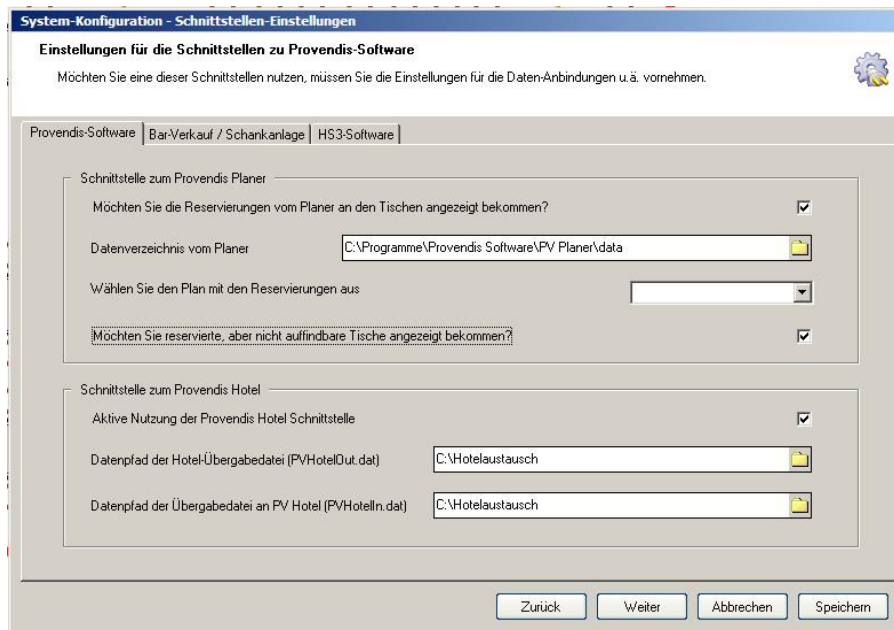 System-Konfiguration - Schnittstellen-Einstellungen
Einstellungen für die Schnittstellen zu Provendis-Software
Möchten Sie eine dieser Schnittstellen nutzen, müssen Sie die Einstellungen für die Daten-Anbindungen u.ä. vornehmen.
Provendis-Software Bar-Verkauf / Schankanlage HS3-Software
Schnittstelle zum Provendis Planer
Möchten Sie die Reservierungen vom Planer an den Tischen angezeigt bekommen?
Datenverzeichnis vom Planer C:\Programme\Provendis Software\PV Planer\data
Wählen Sie den Plan mit den Reservierungen aus
Möchten Sie reservierte, aber nicht auffindbare Tische angezeigt bekommen?
Schnittstelle zum Provendis Hotel
Aktive Nutzung der Provendis Hotel Schnittstelle
Datenpfad der Hotel-Übergabedatei (PVHotelOut.dat) C:\Hotelaustausch
Datenpfad der Übergabedatei an PV Hotel (PVHotelIn.dat) C:\Hotelaustausch
Zurück Weiter Abbrechen Speichern